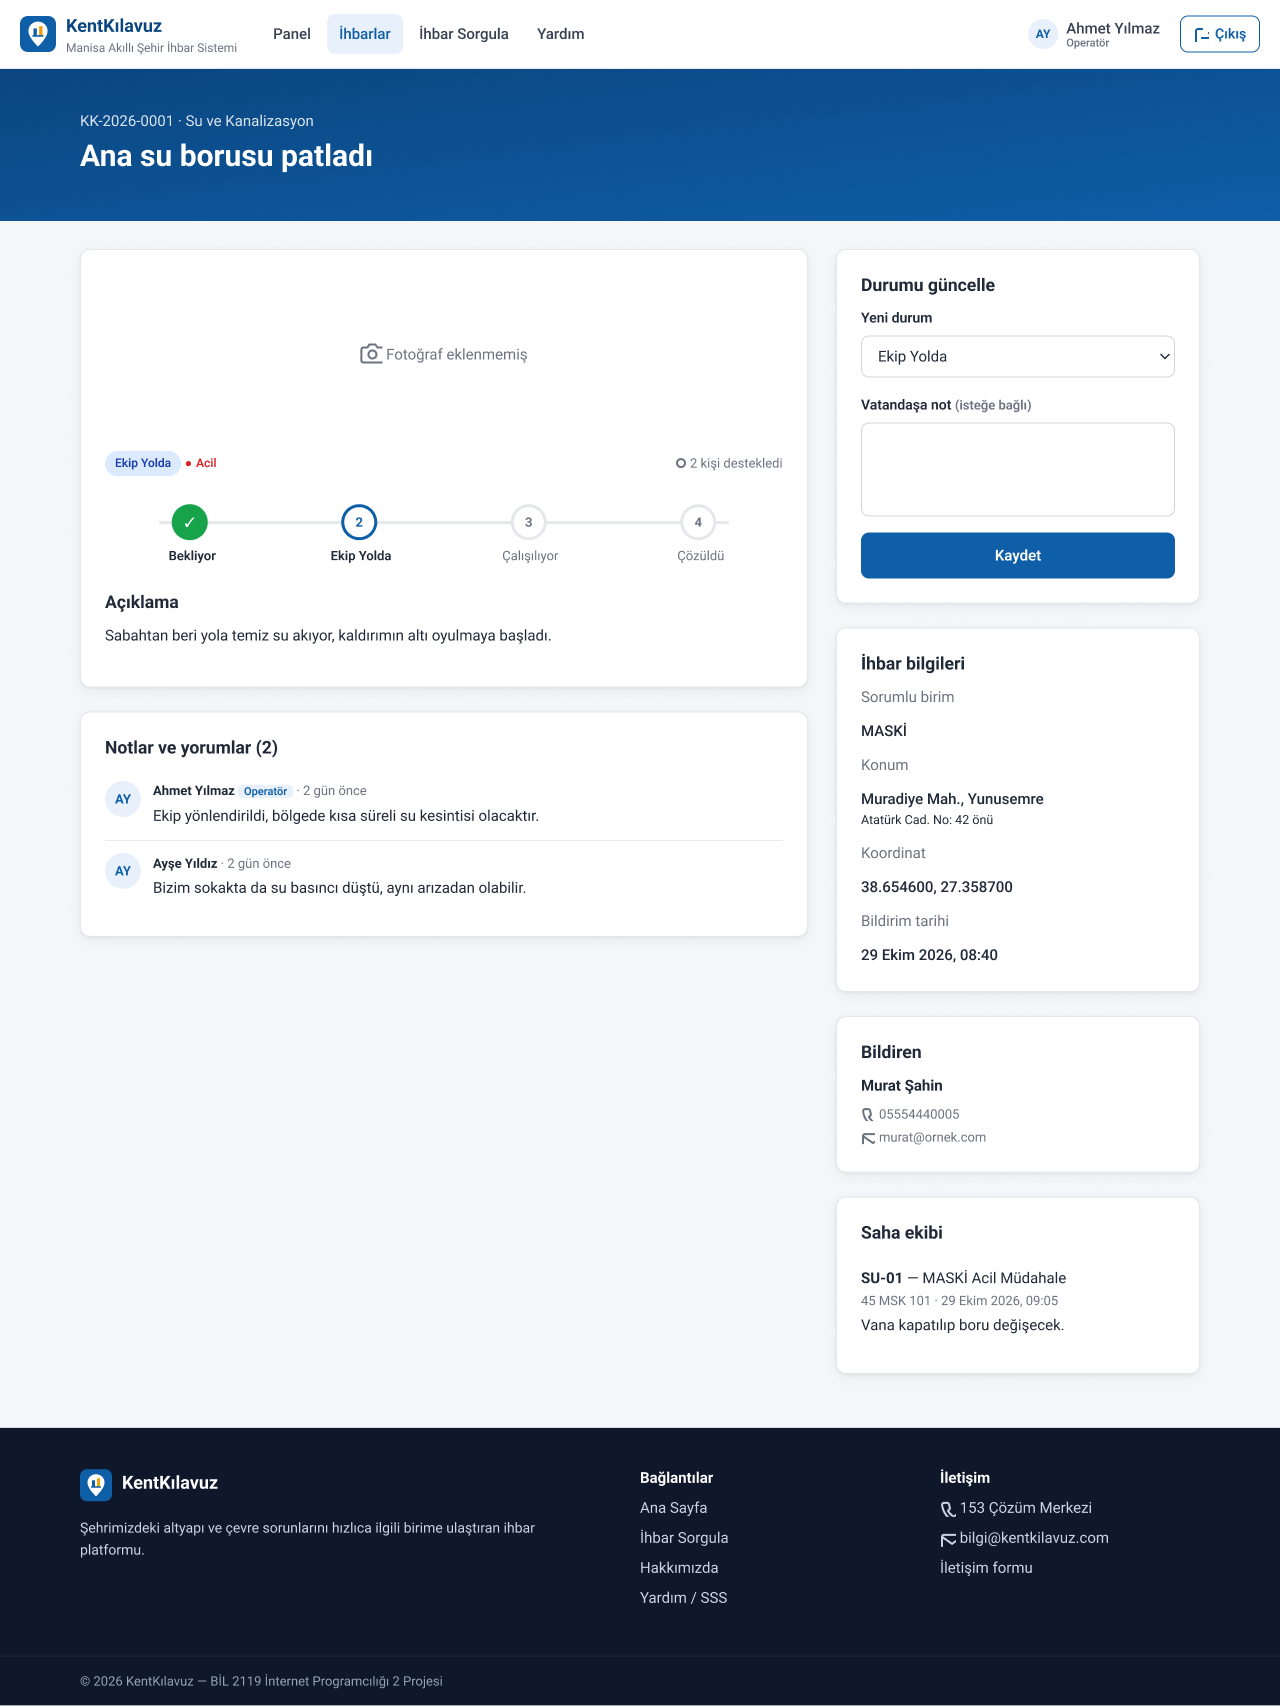 KentKılavuz
Manisa Akıllı Şehir İhbar Sistemi
Panel
İhbarlar
İhbar Sorgula
Yardım
AY
Ahmet Yılmaz
Operatör
Çıkış
KK-2026-0001 · Su ve Kanalizasyon
Ana su borusu patladı
Fotoğraf eklenmemiş
Ekip Yolda
• Acil
2 kişi destekledi
✓
2
3
4
Bekliyor
Ekip Yolda
Çalışılıyor
Çözüldü
Açıklama
Sabahtan beri yola temiz su akıyor, kaldırımın altı oyulmaya başladı.
Notlar ve yorumlar (2)
AY
Ahmet Yılmaz Operatör · 2 gün önce
Ekip yönlendirildi, bölgede kısa süreli su kesintisi olacaktır.
AY
Ayşe Yıldız · 2 gün önce
Bizim sokakta da su basıncı düştü, aynı arızadan olabilir.
Durumu güncelle
Yeni durum
Ekip Yolda
Vatandaşa not (isteğe bağlı)
Kaydet
İhbar bilgileri
Sorumlu birim
MASKİ
Konum
Muradiye Mah., Yunusemre
Atatürk Cad. No: 42 önü
Koordinat
38.654600, 27.358700
Bildirim tarihi
29 Ekim 2026, 08:40
Bildiren
Murat Şahin
05554440005
murat@ornek.com
Saha ekibi
SU-01 — MASKİ Acil Müdahale
45 MSK 101 · 29 Ekim 2026, 09:05
Vana kapatılıp boru değişecek.
KentKılavuz
Şehrimizdeki altyapı ve çevre sorunlarını hızlıca ilgili birime ulaştıran ihbar
platformu.
Bağlantılar
Ana Sayfa
İhbar Sorgula
Hakkımızda
Yardım / SSS
İletişim
153 Çözüm Merkezi
bilgi@kentkilavuz.com
İletişim formu
© 2026 KentKılavuz — BİL 2119 İnternet Programcılığı 2 Projesi